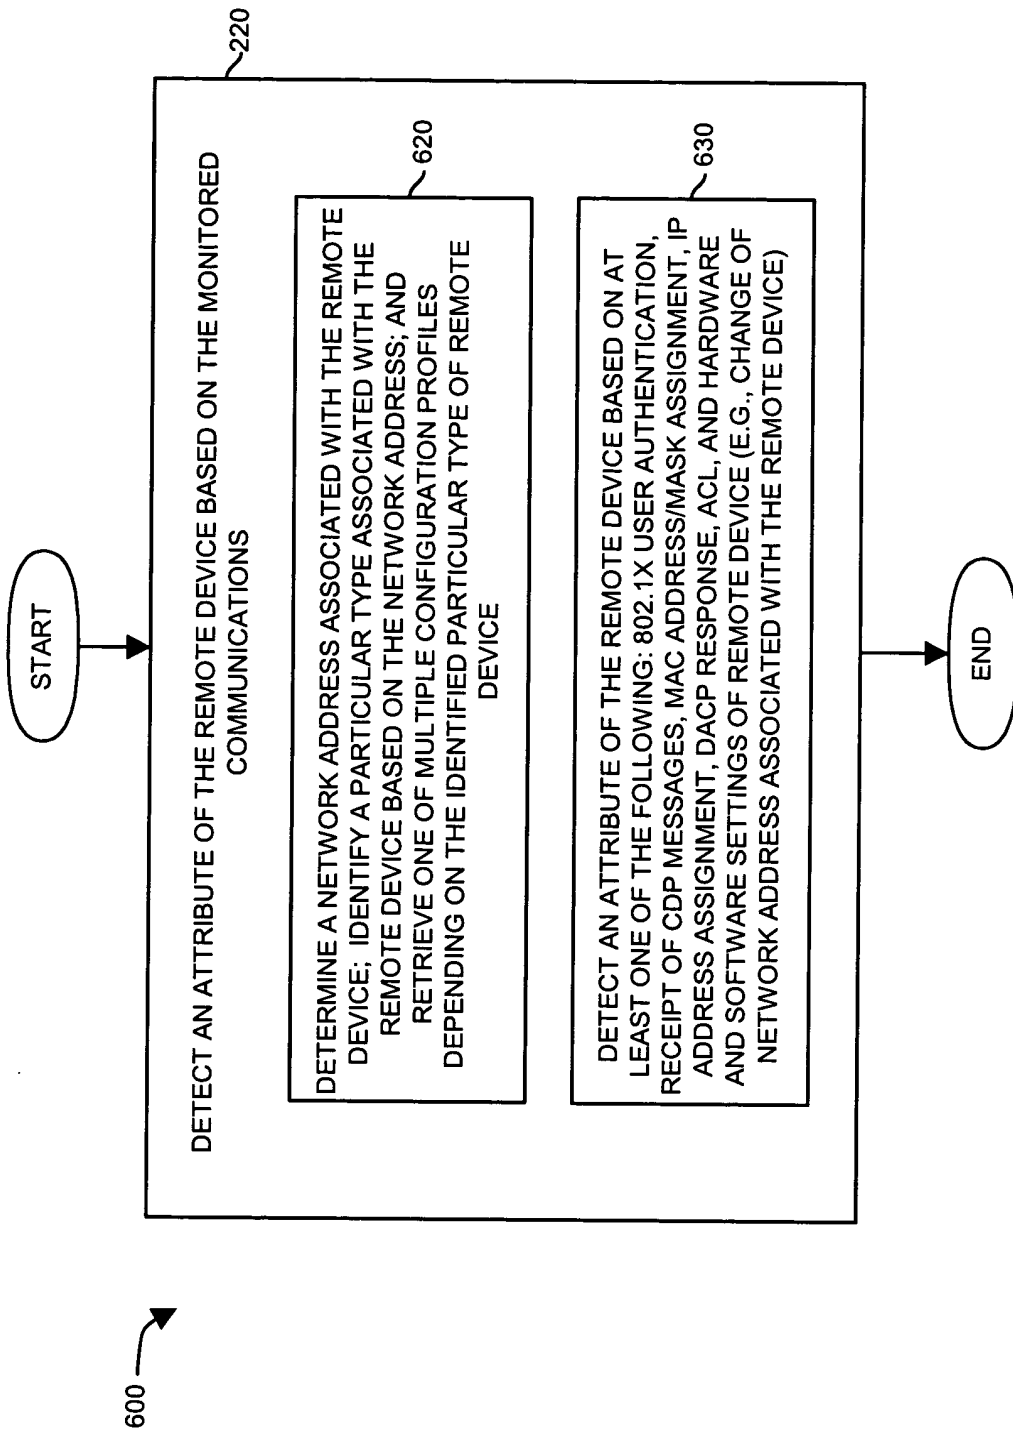 START
220
DETECT AN ATTRIBUTE OF THE REMOTE DEVICE BASED ON THE MONITORED
COMMUNICATIONS
620
DETERMINE A NETWORK ADDRESS ASSOCIATED WITH THE REMOTE
DEVICE; IDENTIFY A PARTICULAR TYPE ASSOCIATED WITH THE
REMOTE DEVICE BASED ON THE NETWORK ADDRESS; AND
RETRIEVE ONE OF MULTIPLE CONFIGURATION PROFILES
DEPENDING ON THE IDENTIFIED PARTICULAR TYPE OF REMOTE
DEVICE
630
DETECT AN ATTRIBUTE OF THE REMOTE DEVICE BASED ON AT
LEAST ONE OF THE FOLLOWING: 802.1X USER AUTHENTICATION,
RECEIPT OF CDP MESSAGES, MAC ADDRESS/MASK ASSIGNMENT, IP
ADDRESS ASSIGNMENT, DACP RESPONSE, ACL, AND HARDWARE
AND SOFTWARE SETTINGS OF REMOTE DEVICE (E.G., CHANGE OF
NETWORK ADDRESS ASSOCIATED WITH THE REMOTE DEVICE)
END
600